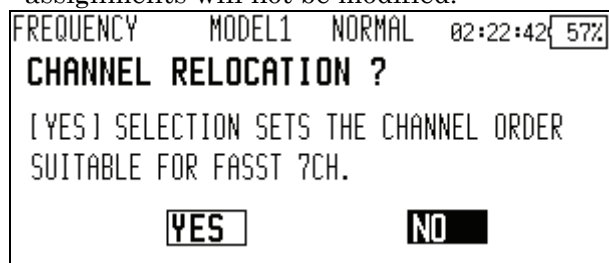 assignments will not be modified.
FREQUENCY MODEL1 NORMAL 02:22:42 57%
CHANNEL RELOCATION ?
[YES] SELECTION SETS THE CHANNEL ORDER
SUITABLE FOR FASST 7CH.
YES NO